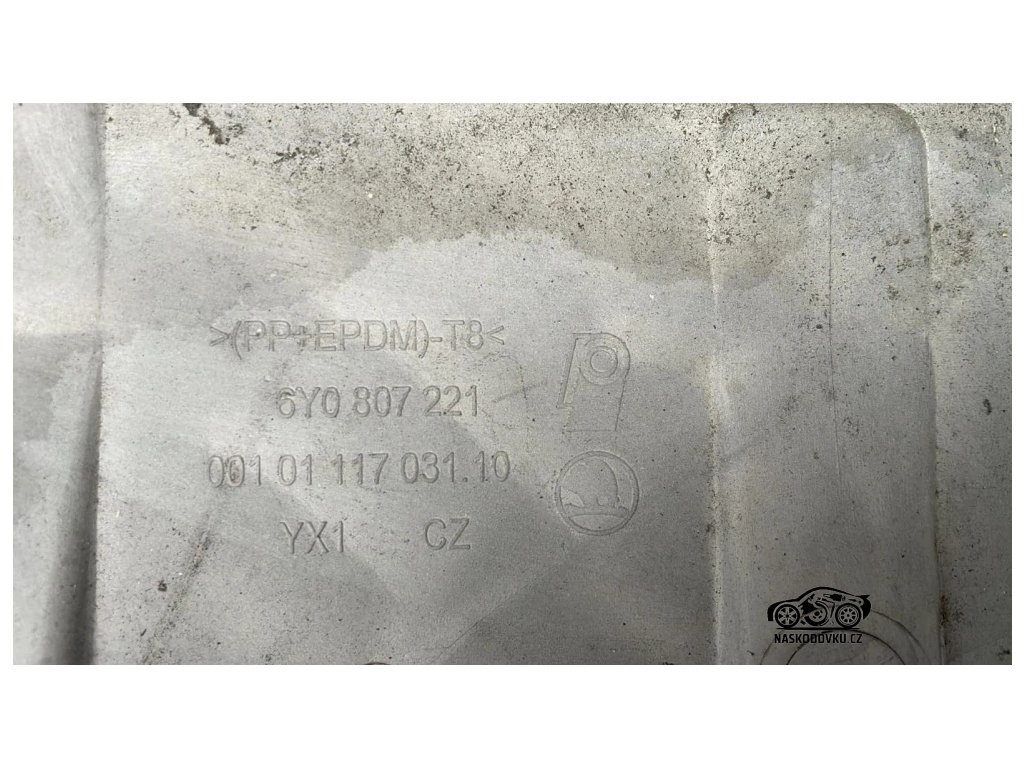 >(PP+EPDM)-T8<
6Y0 807 221
001 01 117 031.10
YX1 CZ
NASKODOVKU.CZ